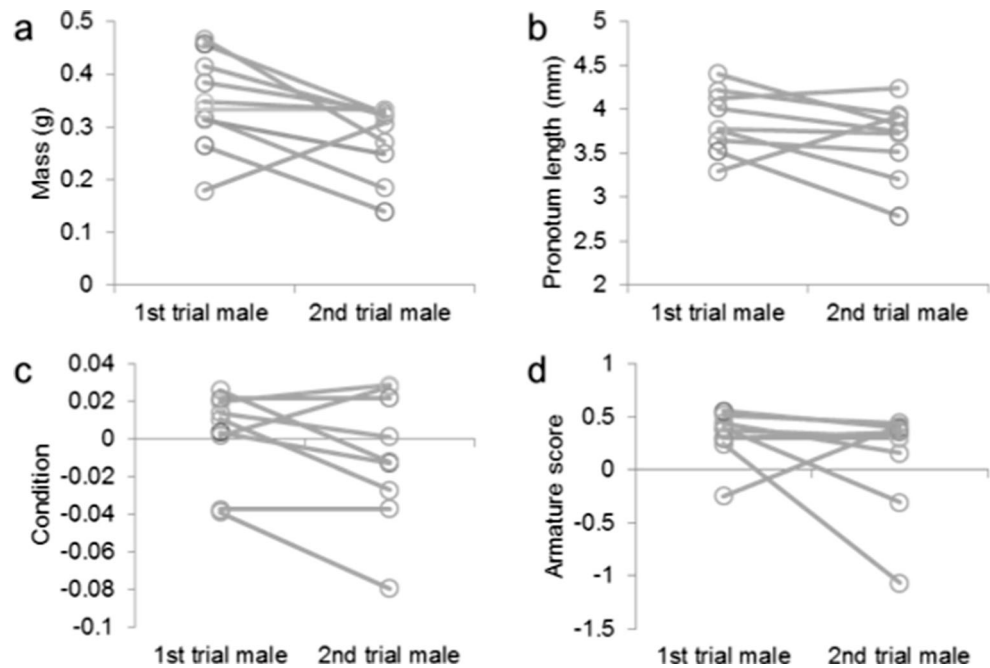 a
Mass (g)
0.5
0.4
0.3
0.2
0.1
0
1st trial male 2nd trial male
b
Pronotum length (mm)
5
4.5
4
3.5
3
2.5
2
1st trial male 2nd trial male
c
Condition
0.04
0.02
0
-0.02
-0.04
-0.06
-0.08
-0.1
1st trial male 2nd trial male
d
Armature score
1
0.5
0
-0.5
-1
-1.5
1st trial male 2nd trial male